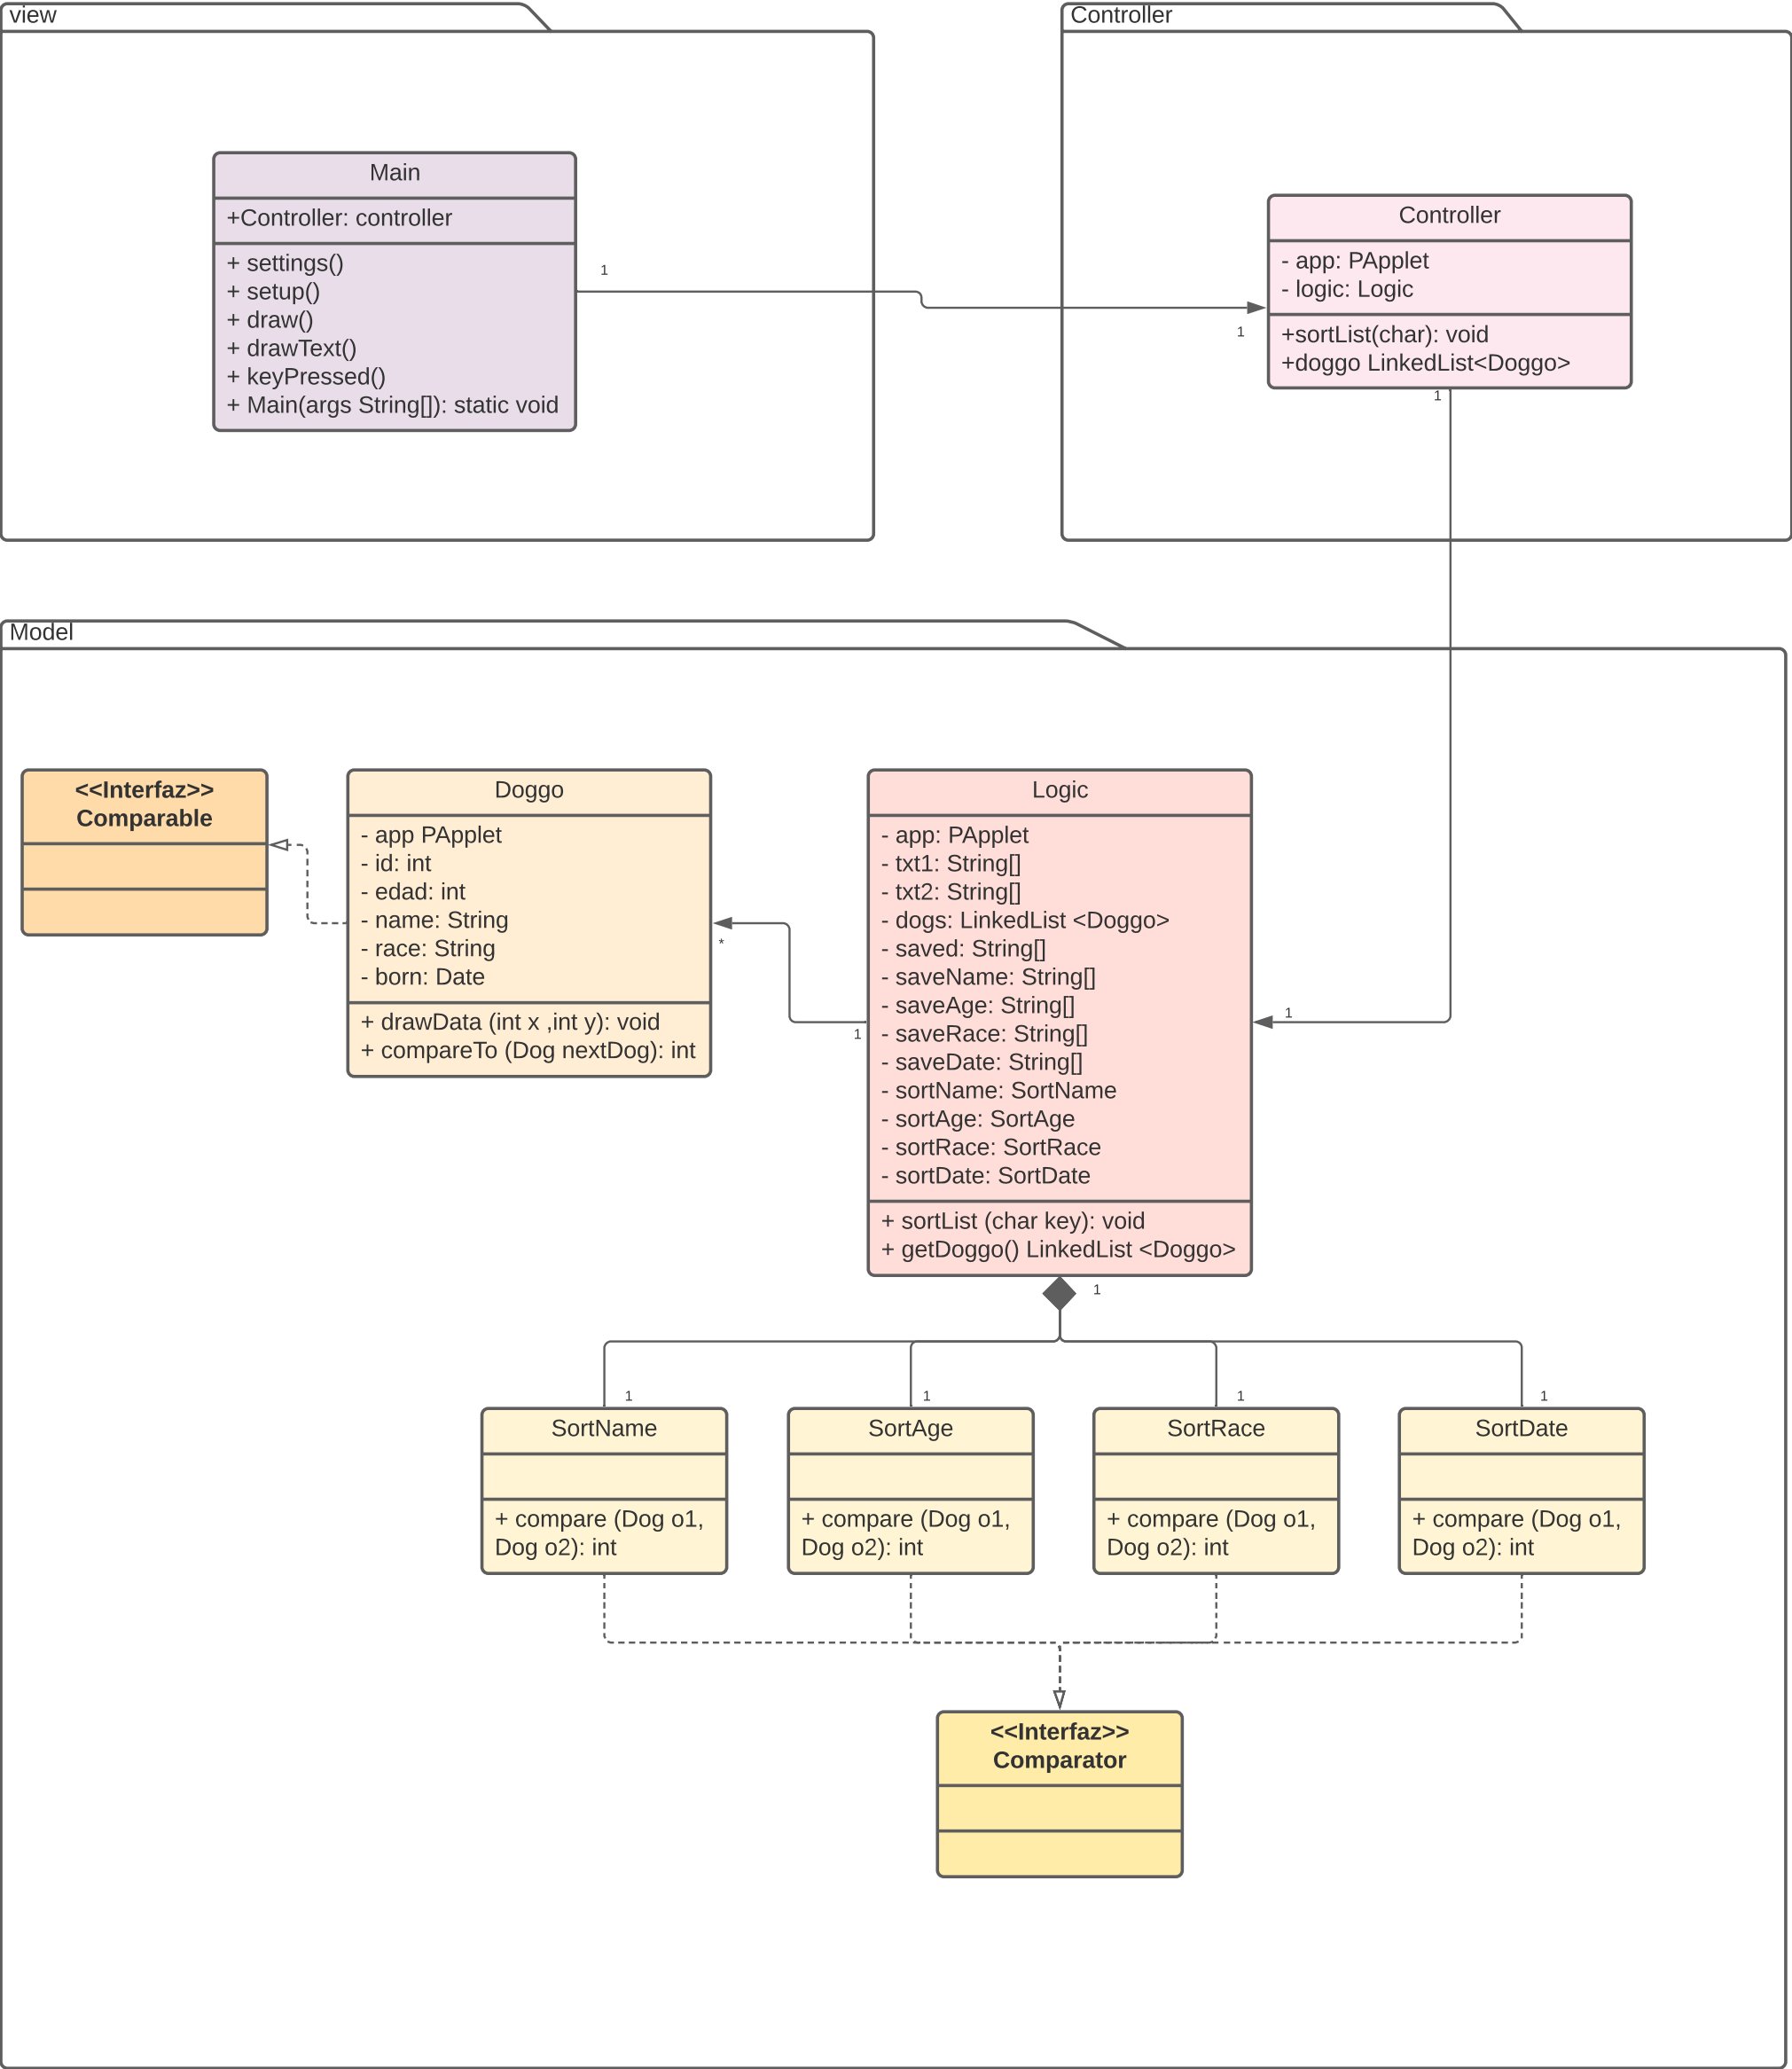 view
Controller
Main
+Controller: controller
+ settings()
+ setup()
+ draw()
+ drawText()
+ keyPressed()
+ Main(args String[]): static void
1
1
Controller
- app: PApplet
- logic: Logic
+sortList(char): void
+doggo LinkedList<Doggo>
1
Model
<<Interfaz>>
Comparable
Doggo
- app PApplet
- id: int
- edad: int
- name: String
- race: String
- born: Date
+ drawData (int x ,int y): void
+ compareTo (Dog nextDog): int
*
1
Logic
- app: PApplet
- txt1: String[]
- txt2: String[]
- dogs: LinkedList <Doggo>
- saved: String[]
- saveName: String[]
- saveAge: String[]
- saveRace: String[]
- saveDate: String[]
- sortName: SortName
- sortAge: SortAge
- sortRace: SortRace
- sortDate: SortDate
+ sortList (char key): void
+ getDoggo() LinkedList <Doggo>
1
1
1
1
1
1
SortName
+ compare (Dog o1,
Dog o2): int
SortAge
+ compare (Dog o1,
Dog o2): int
SortRace
+ compare (Dog o1,
Dog o2): int
SortDate
+ compare (Dog o1,
Dog o2): int
<<Interfaz>>
Comparator